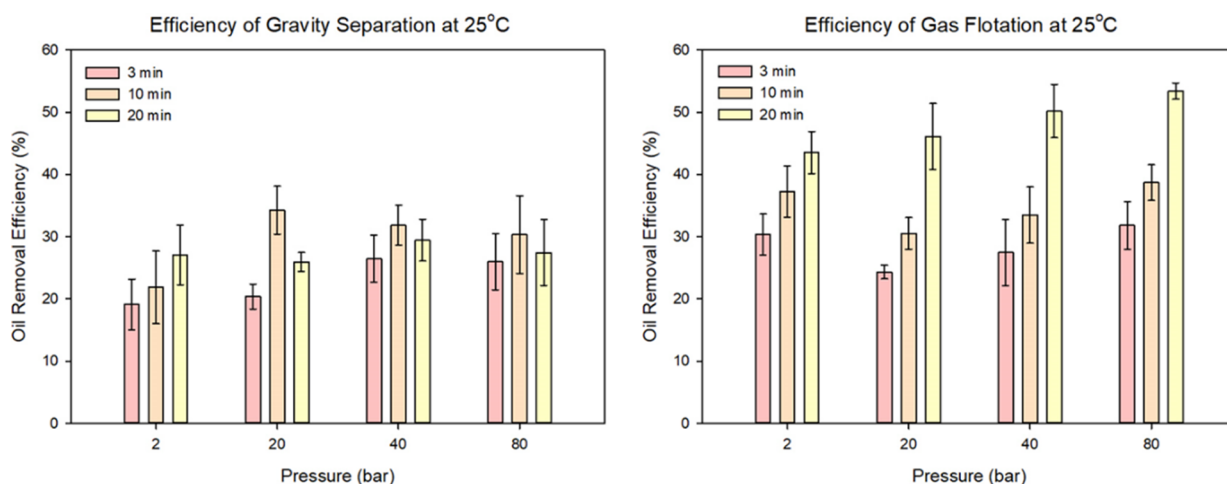 Efficiency of Gravity Separation at 25°C
Oil Removal Efficiency (%)
60
50
40
30
20
10
0
3 min
10 min
20 min
2
20
40
80
Pressure (bar)
Efficiency of Gas Flotation at 25°C
Oil Removal Efficiency (%)
60
50
40
30
20
10
0
3 min
10 min
20 min
2
20
40
80
Pressure (bar)